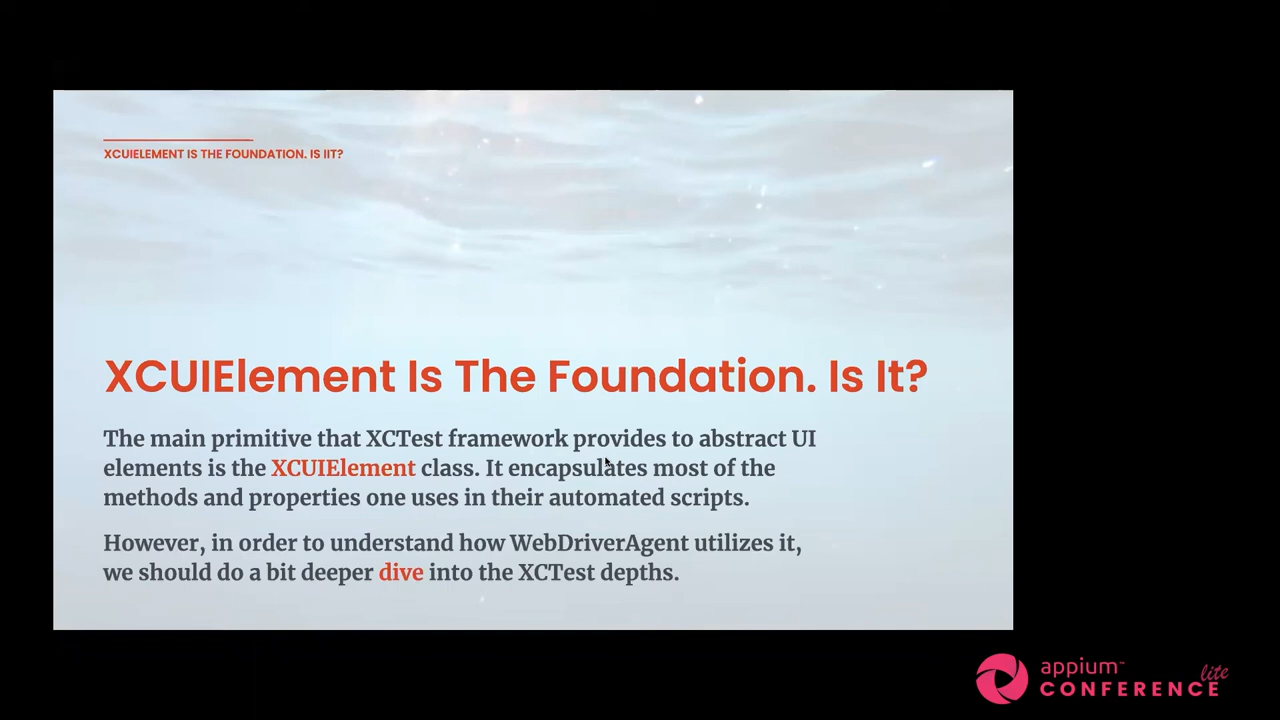 XCUIELEMENT IS THE FOUNDATION. IS IIT?
XCUIElement Is The Foundation. Is It?
The main primitive that XCTest framework provides to abstract UI
elements is the XCUIElement class. It encapsulates most of the
methods and properties one uses in their automated scripts.
However, in order to understand how WebDriverAgent utilizes it,
we should do a bit deeper dive into the XCTest depths.
appium™
CONFERENCE lite